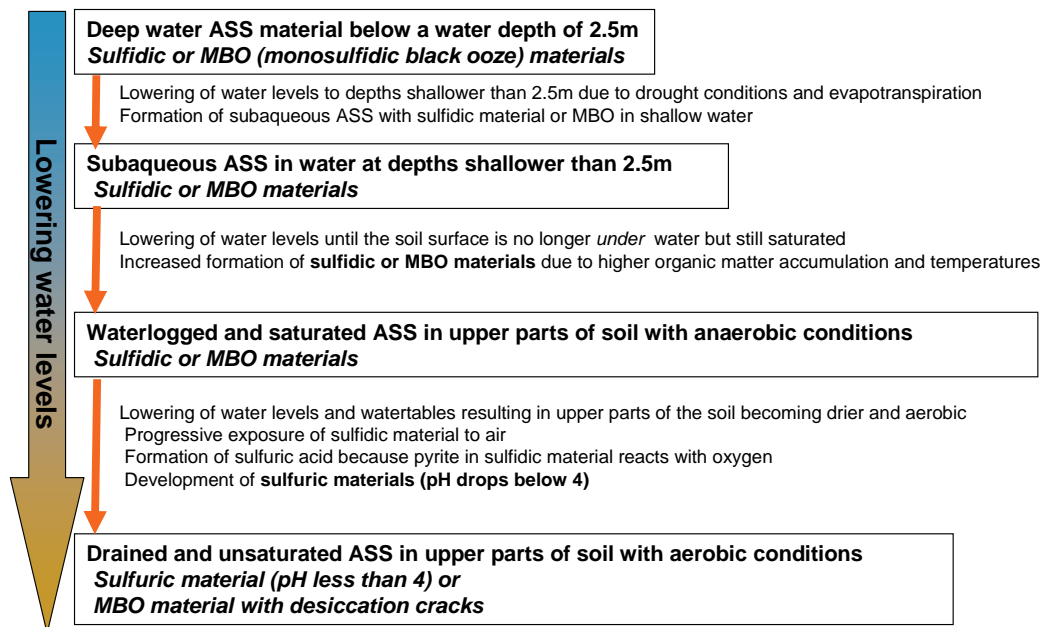 Lowering water levels
Deep water ASS material below a water depth of 2.5m
Sulfidic or MBO (monosulfidic black ooze) materials
Lowering of water levels to depths shallower than 2.5m due to drought conditions and evapotranspiration
Formation of subaqueous ASS with sulfidic material or MBO in shallow water
Subaqueous ASS in water at depths shallower than 2.5m
Sulfidic or MBO materials
Lowering of water levels until the soil surface is no longer under water but still saturated
Increased formation of sulfidic or MBO materials due to higher organic matter accumulation and temperatures
Waterlogged and saturated ASS in upper parts of soil with anaerobic conditions
Sulfidic or MBO materials
Lowering of water levels and watertables resulting in upper parts of the soil becoming drier and aerobic
Progressive exposure of sulfidic material to air
Formation of sulfuric acid because pyrite in sulfidic material reacts with oxygen
Development of sulfuric materials (pH drops below 4)
Drained and unsaturated ASS in upper parts of soil with aerobic conditions
Sulfuric material (pH less than 4) or
MBO material with desiccation cracks